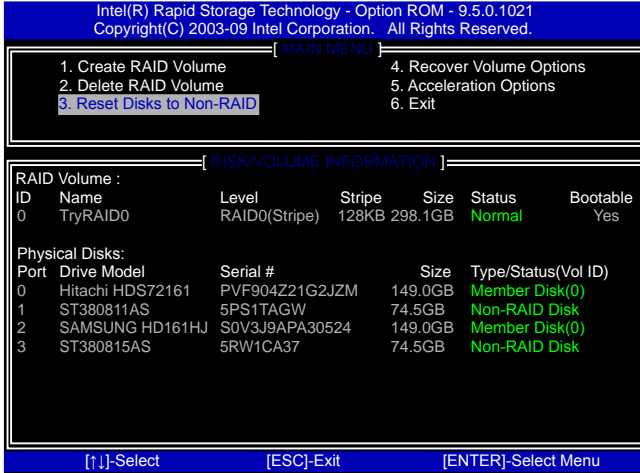 Intel(R) Rapid Storage Technology - Option ROM - 9.5.0.1021
Copyright(C) 2003-09 Intel Corporation. All Rights Reserved.
[ MAIN MENU ]
1. Create RAID Volume 4. Recover Volume Options
2. Delete RAID Volume 5. Acceleration Options
3. Reset Disks to Non-RAID 6. Exit
[ DISK/VOLUME INFORMATION ]
RAID Volume :
ID Name Level Stripe Size Status Bootable
0 TryRAID0 RAID0(Stripe) 128KB 298.1GB Normal Yes
Physical Disks:
Port Drive Model Serial # Size Type/Status(Vol ID)
0 Hitachi HDS72161 PVF904Z21G2JZM 149.0GB Member Disk(0)
1 ST380811AS 5PS1TAGW 74.5GB Non-RAID Disk
2 SAMSUNG HD161HJ S0V3J9APA30524 149.0GB Member Disk(0)
3 ST380815AS 5RW1CA37 74.5GB Non-RAID Disk
[↑↓]-Select [ESC]-Exit [ENTER]-Select Menu